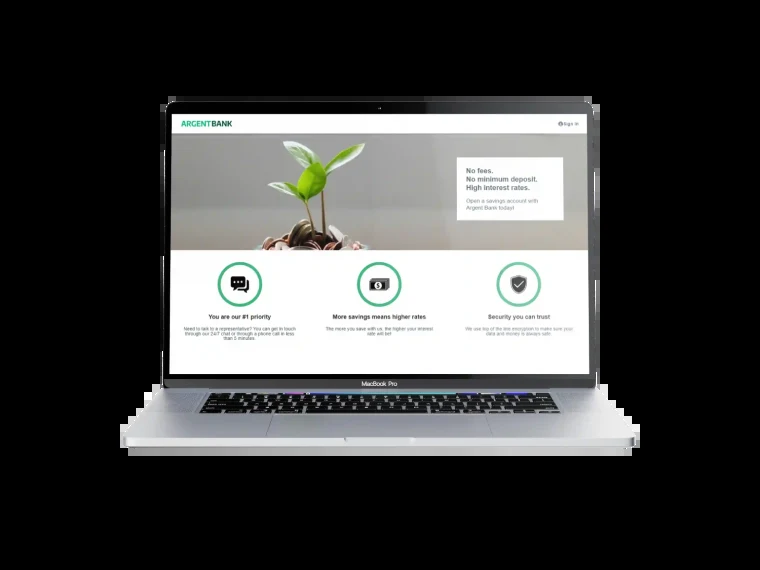 ARGENTBANK
Sign In
No fees.
No minimum deposit.
High interest rates.
Open a savings account with
Argent Bank today!
You are our #1 priority
More savings means higher rates
Security you can trust
Need to talk to a representative? You can get in touch
through our 24/7 chat or through a phone call in less
than 5 minutes.
The more you save with us, the higher your interest
rate will be!
We use top of the line encryption to make sure your
data and money is always safe.
MacBook Pro